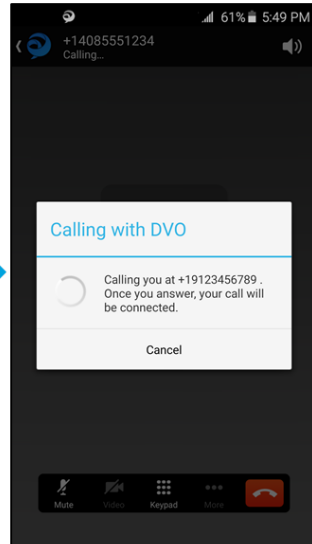 61% 5:49 PM
+14085551234
Calling...
Calling with DVO
Calling you at +19123456789 .
Once you answer, your call will
be connected.
Cancel
Mute Video Keypad More